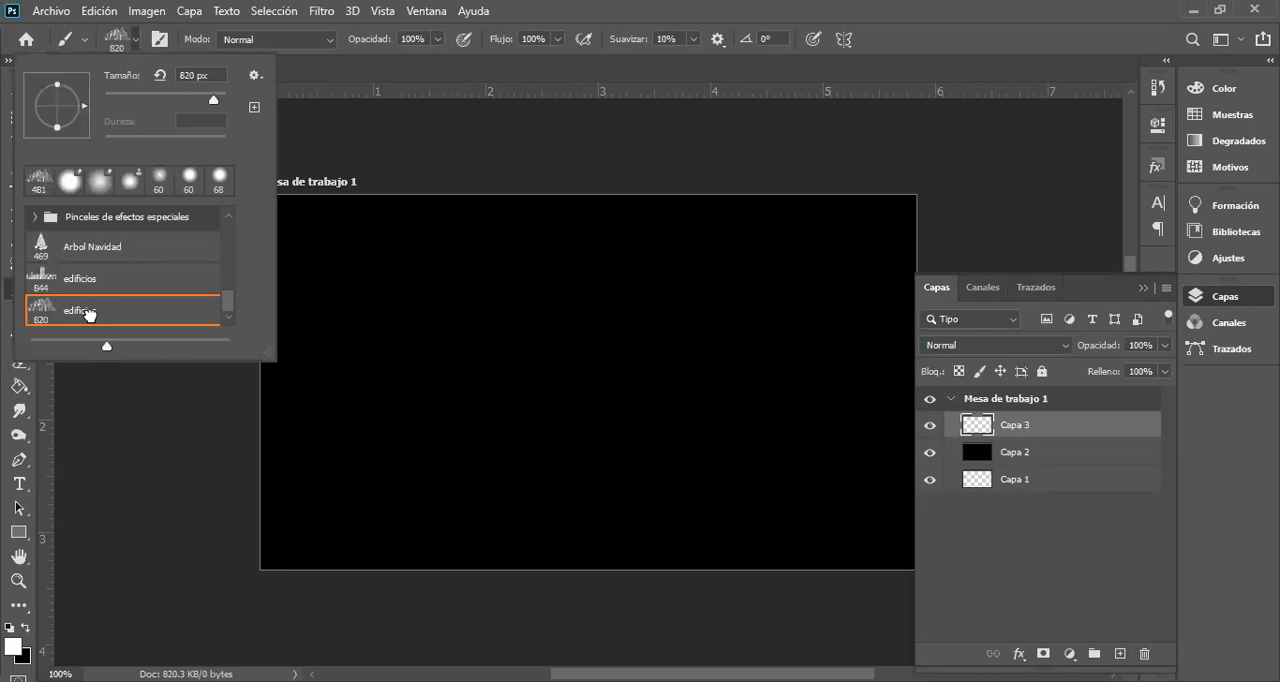 Ps Archivo Edición Imagen Capa Texto Selección Filtro 3D Vista Ventana Ayuda
820 Modo: Normal Opacidad: 100% Flujo: 100% Suavizar: 10% 0°
Tamaño: 820 px
Dureza:
481 60 60 68
Pinceles de efectos especiales
Arbol Navidad
469
edificios
844
820
1 2 3 4 5 6 7
sa de trabajo 1
2
3
4
T
Color
Muestras
Degradados
Motivos
Formación
Bibliotecas
Ajustes
Capas
Canales
Trazados
fx
A
Capas Canales Trazados
Tipo
Normal Opacidad: 100%
Bloq.: Relleno: 100%
Mesa de trabajo 1
Capa 3
Capa 2
Capa 1
fx
100% Doc: 820.3 KB/0 bytes